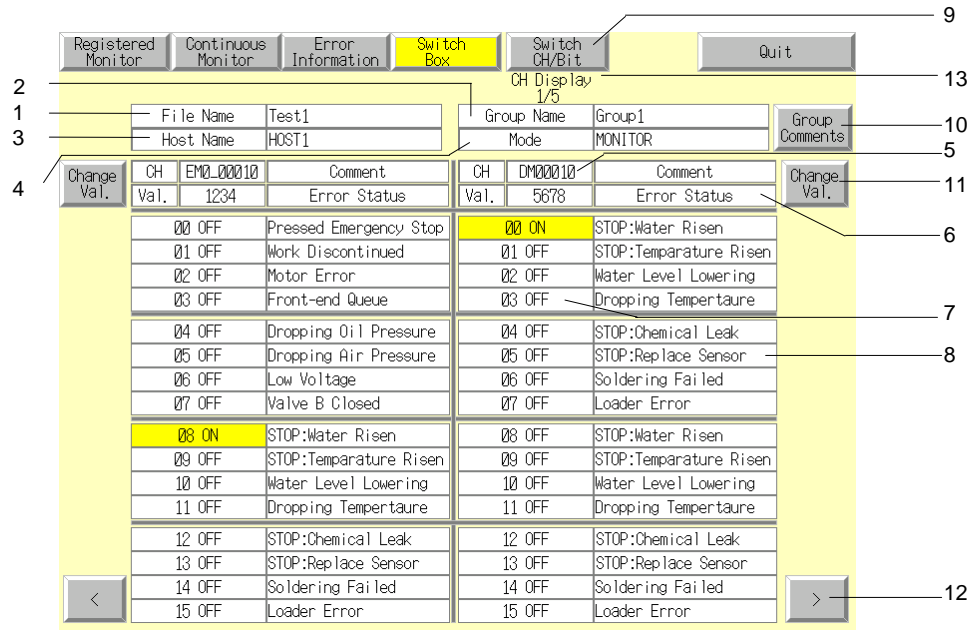 9
Registered Monitor
Continuous Monitor
Error Information
Switch Box
Switch CH/Bit
Quit
CH Display
1/5
13
2
1
File Name Test1 Group Name Group1
Group Comments
10
3
Host Name HOST1 Mode MONITOR
5
4
Change Val.
CH EM0_00010 Comment CH DM00010 Comment
Change Val.
11
Val. 1234 Error Status Val. 5678 Error Status
6
00 OFF Pressed Emergency Stop 00 ON STOP:Water Risen
01 OFF Work Discontinued 01 OFF STOP:Temparature Risen
02 OFF Motor Error 02 OFF Water Level Lowering
03 OFF Front-end Queue 03 OFF Dropping Tempertaure
7
04 OFF Dropping Oil Pressure 04 OFF STOP:Chemical Leak
05 OFF Dropping Air Pressure 05 OFF STOP:Replace Sensor
8
06 OFF Low Voltage 06 OFF Soldering Failed
07 OFF Valve B Closed 07 OFF Loader Error
08 ON STOP:Water Risen 08 OFF STOP:Water Risen
09 OFF STOP:Temparature Risen 09 OFF STOP:Temparature Risen
10 OFF Water Level Lowering 10 OFF Water Level Lowering
11 OFF Dropping Tempertaure 11 OFF Dropping Tempertaure
12 OFF STOP:Chemical Leak 12 OFF STOP:Chemical Leak
13 OFF STOP:Replace Sensor 13 OFF STOP:Replace Sensor
14 OFF Soldering Failed 14 OFF Soldering Failed
< >
12
15 OFF Loader Error 15 OFF Loader Error